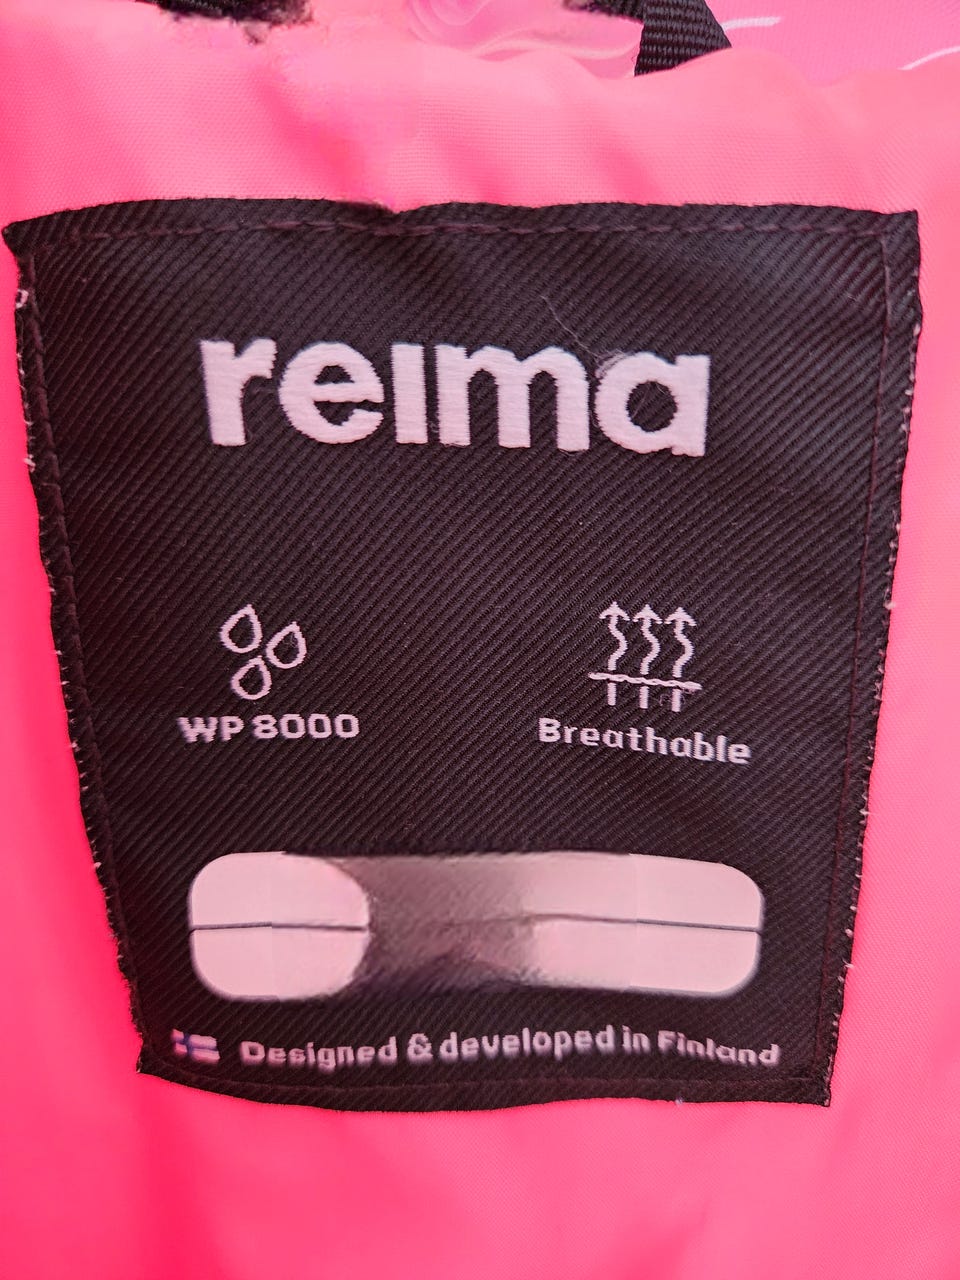 reima
WP 8000
Breathable
Designed & developed in Finland